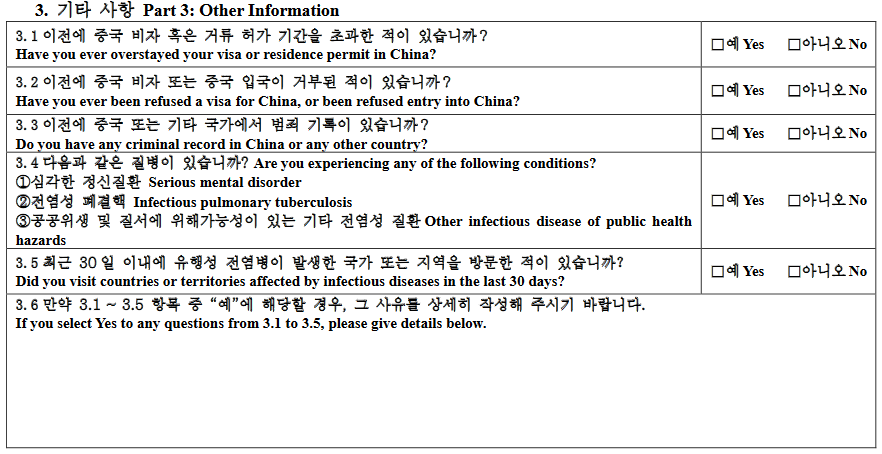 3. 기타 사항 Part 3: Other Information
3.1 이전에 중국 비자 혹은 거류 허가 기간을 초과한 적이 있습니까?
Have you ever overstayed your visa or residence permit in China?
□예 Yes □아니오 No
3.2 이전에 중국 비자 또는 중국 입국이 거부된 적이 있습니까?
Have you ever been refused a visa for China, or been refused entry into China?
□예 Yes □아니오 No
3.3 이전에 중국 또는 기타 국가에서 범죄 기록이 있습니까?
Do you have any criminal record in China or any other country?
□예 Yes □아니오 No
3.4 다음과 같은 질병이 있습니까? Are you experiencing any of the following conditions?
①심각한 정신질환 Serious mental disorder
②전염성 폐결핵 Infectious pulmonary tuberculosis
③공공위생 및 질서에 위해가능성이 있는 기타 전염성 질환 Other infectious disease of public health
hazards
□예 Yes □아니오 No
3.5 최근 30일 이내에 유행성 전염병이 발생한 국가 또는 지역을 방문한 적이 있습니까?
Did you visit countries or territories affected by infectious diseases in the last 30 days?
□예 Yes □아니오 No
3.6 만약 3.1 ~ 3.5 항목 중 “예”에 해당할 경우, 그 사유를 상세히 작성해 주시기 바랍니다.
If you select Yes to any questions from 3.1 to 3.5, please give details below.